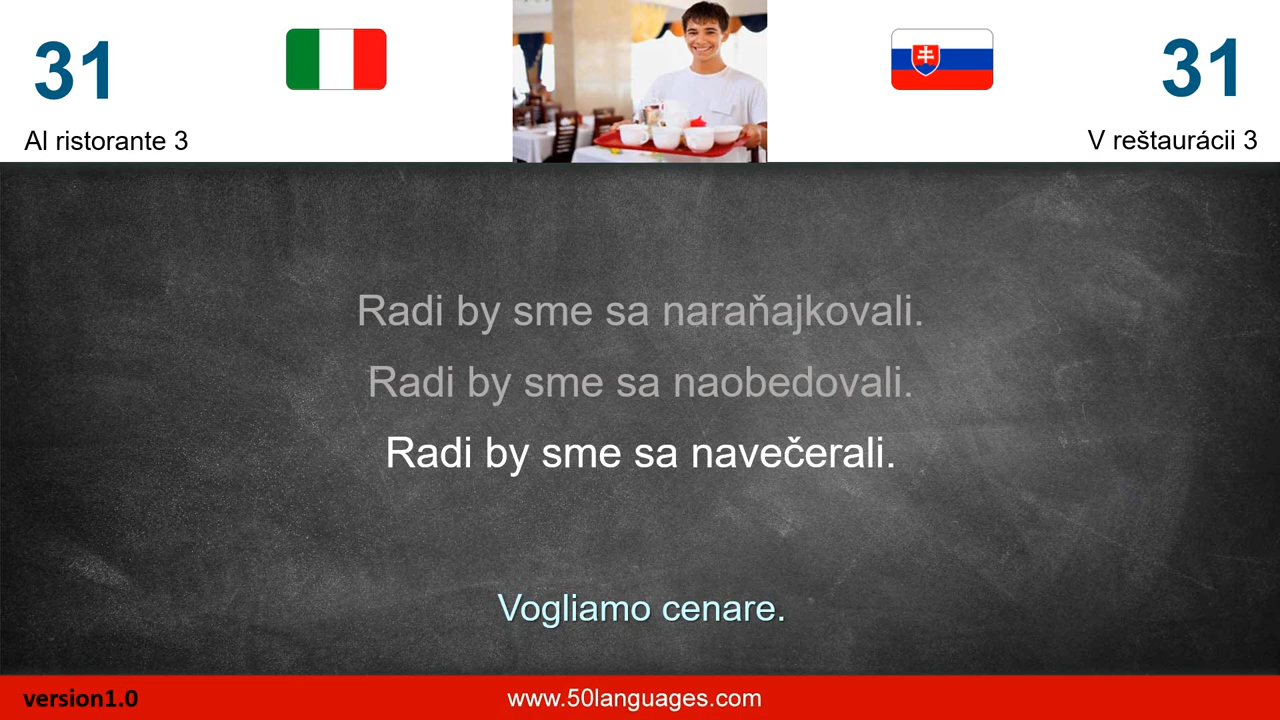 31
31
Al ristorante 3
V reštaurácii 3
Radi by sme sa naraňajkovali.
Radi by sme sa naobedovali.
Radi by sme sa navečerali.
Vogliamo cenare.
version1.0
www.50languages.com